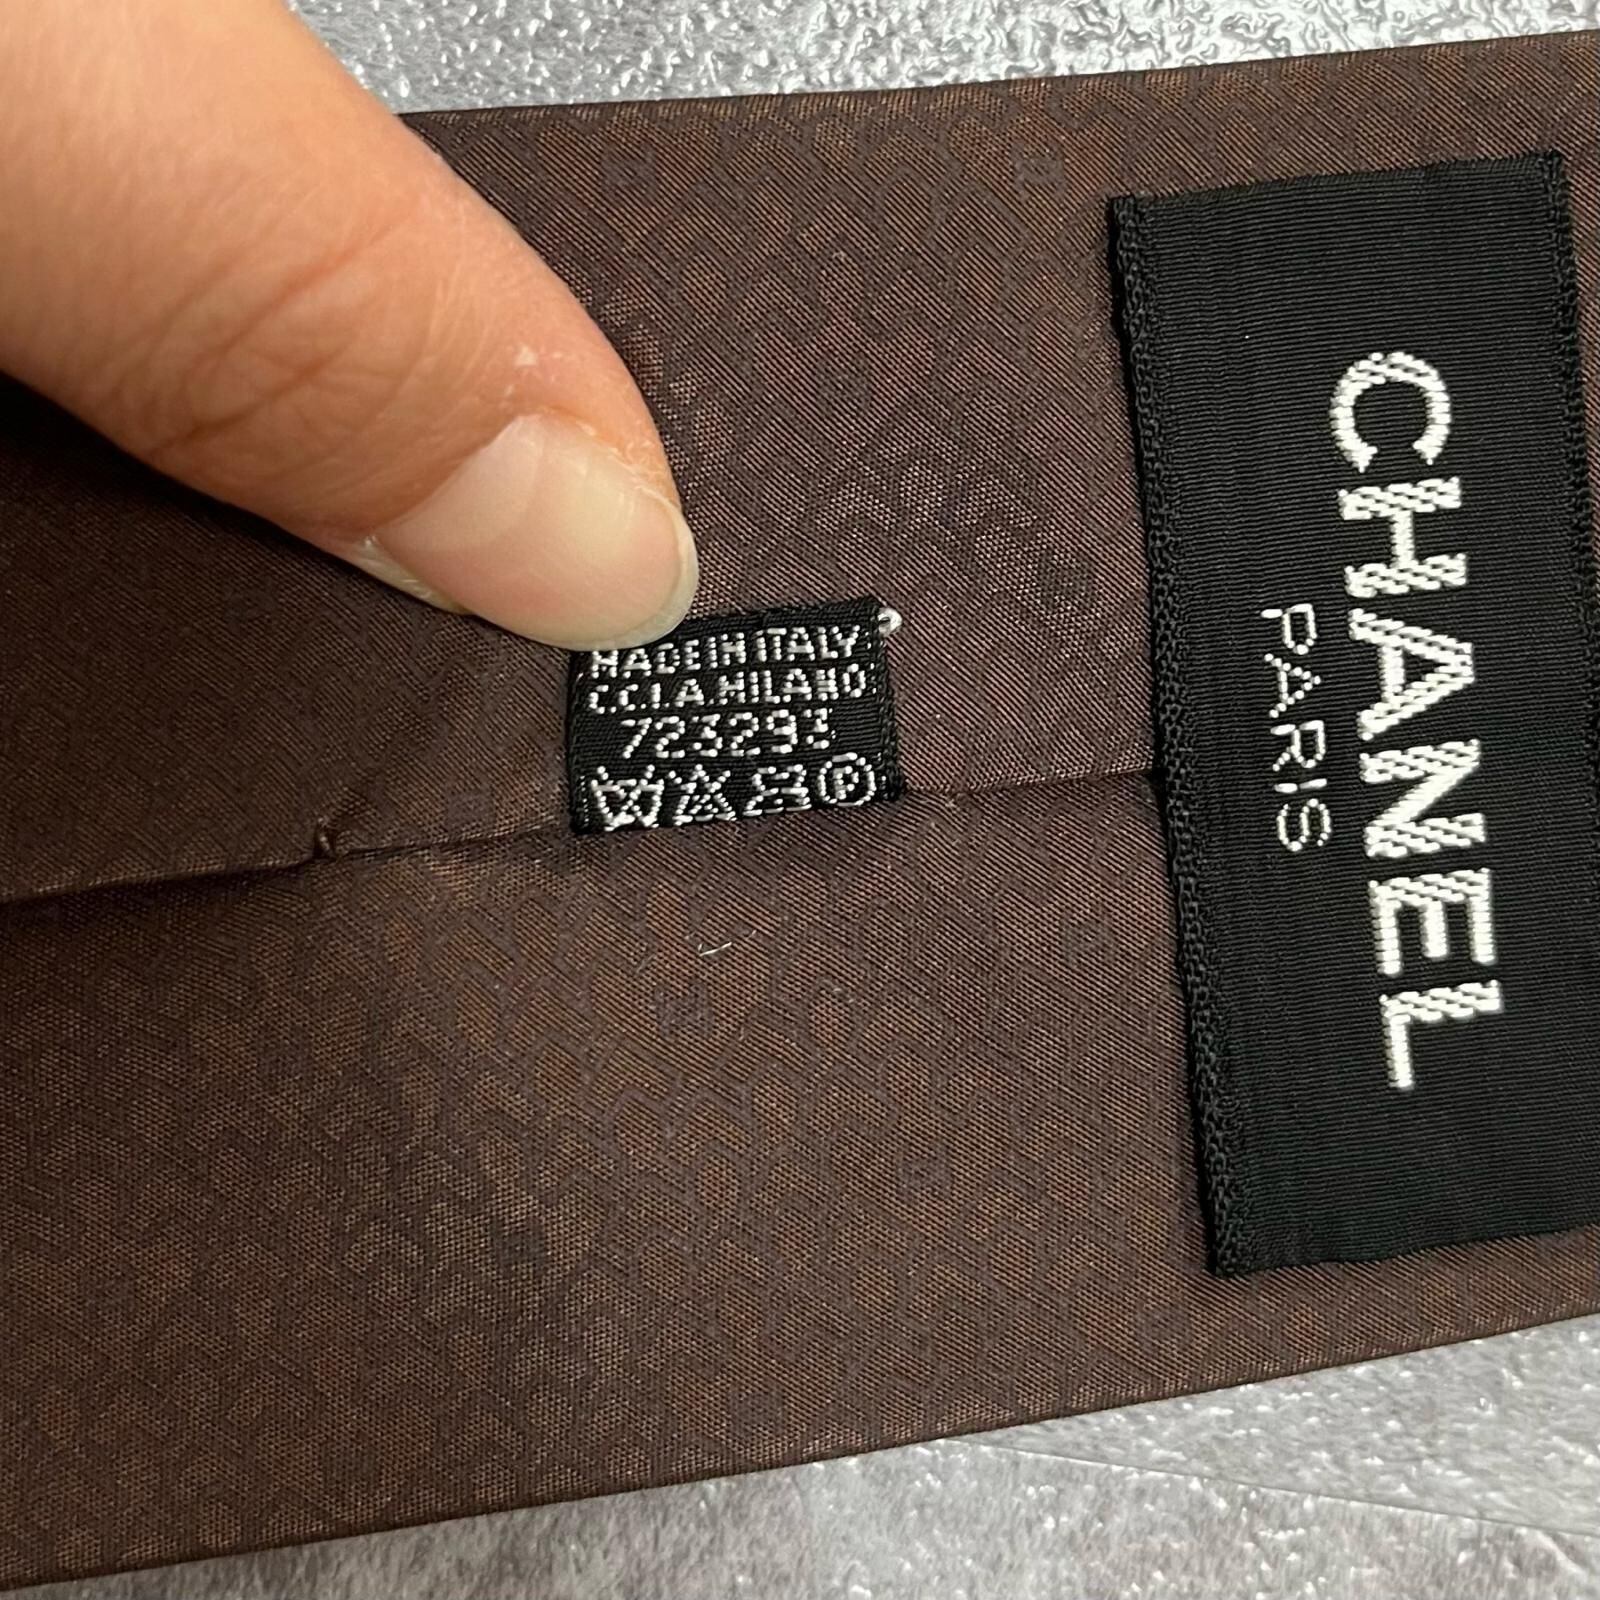 MADE IN ITALY
C.C.I.A. MILANO
723293
P
CHANEL
PARIS